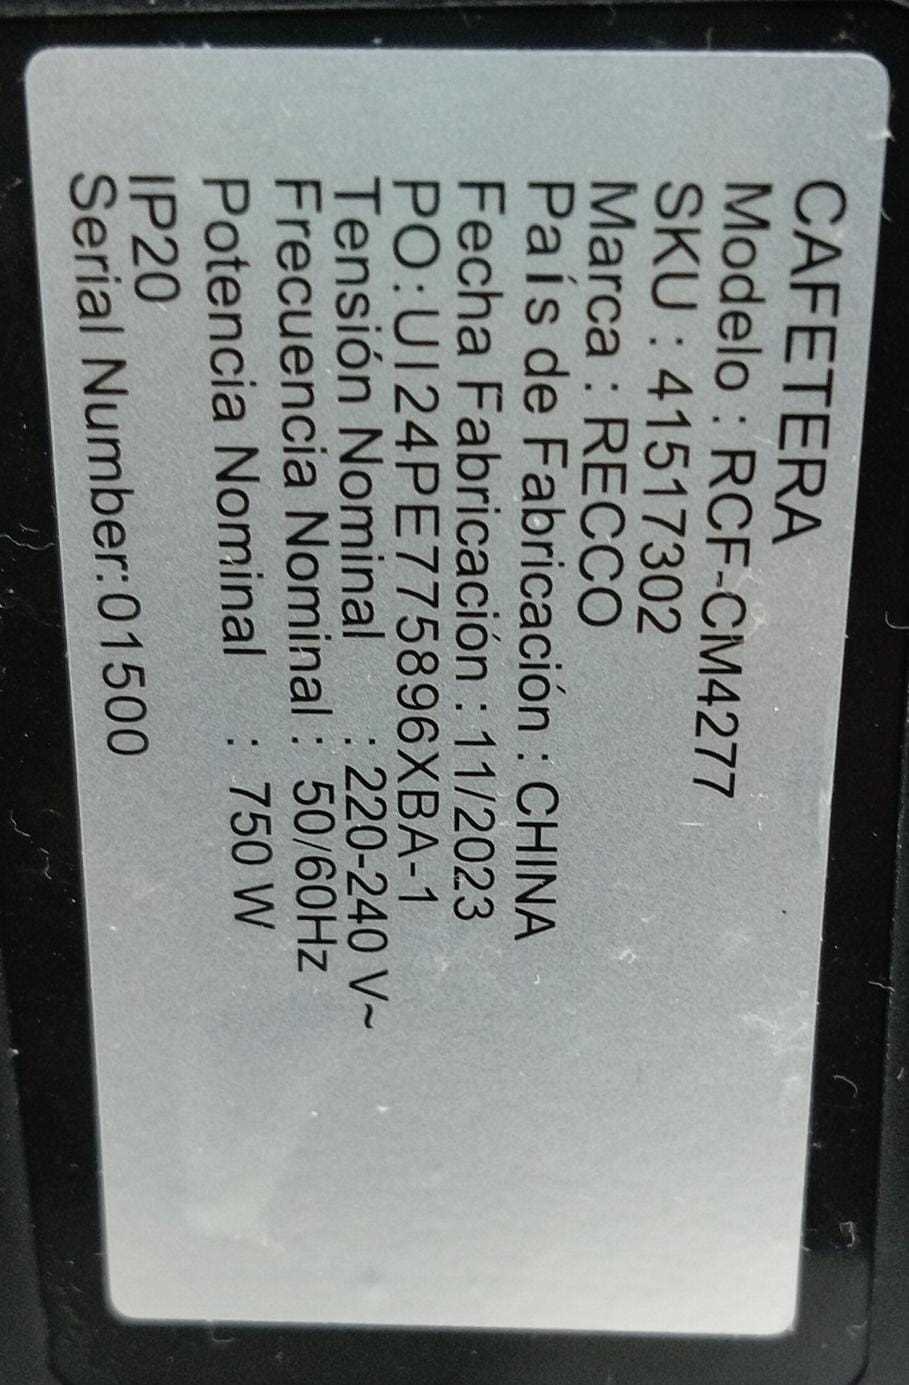 CAFETERA
Modelo : RCF-CM4277
SKU : 41517302
Marca : RECCO
País de Fabricación : CHINA
Fecha Fabricación : 11/2023
PO:UI24PE775896XBA-1
Tensión Nominal : 220-240 V~
Frecuencia Nominal : 50/60Hz
Potencia Nominal : 750 W
IP20
Serial Number:01500